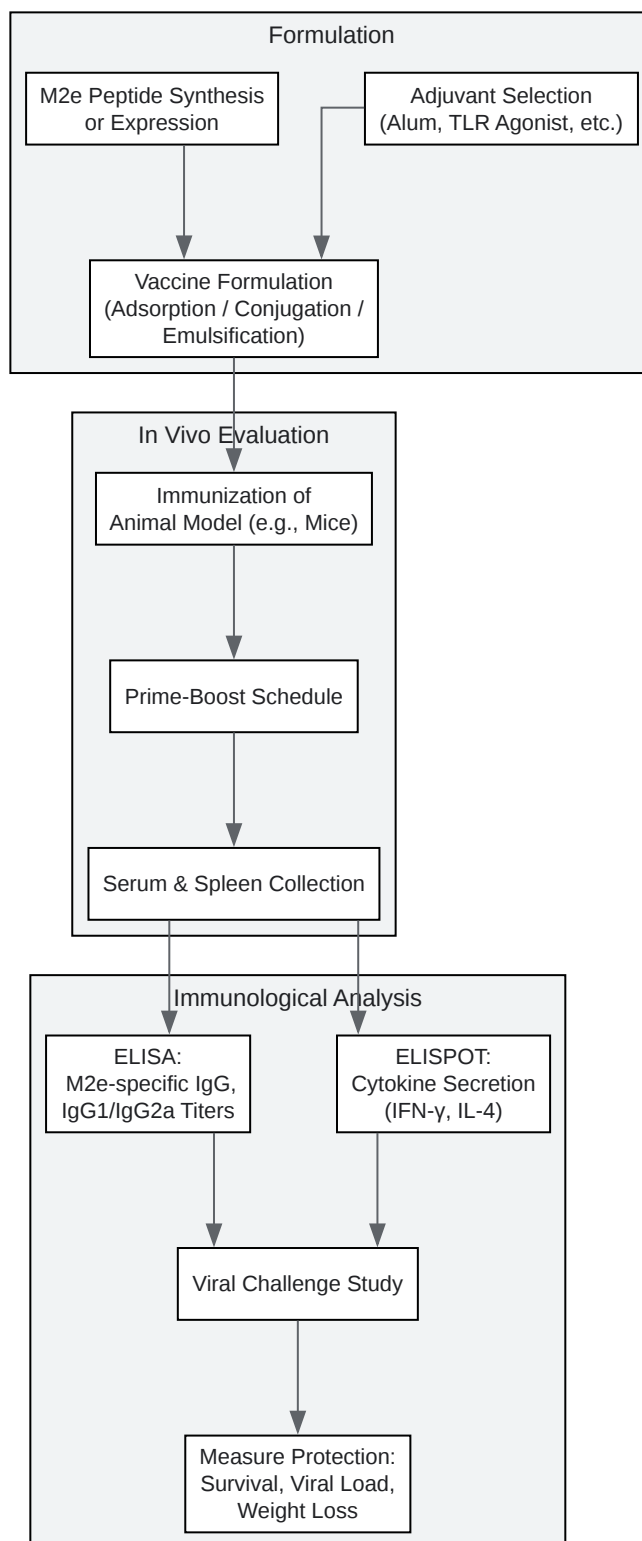 Formulation
M2e Peptide Synthesis
or Expression
Adjuvant Selection
(Alum, TLR Agonist, etc.)
Vaccine Formulation
(Adsorption / Conjugation /
Emulsification)
In Vivo Evaluation
Immunization of
Animal Model (e.g., Mice)
Prime-Boost Schedule
Serum & Spleen Collection
Immunological Analysis
ELISA:
M2e-specific IgG,
IgG1/IgG2a Titers
ELISPOT:
Cytokine Secretion
(IFN-γ, IL-4)
Viral Challenge Study
Measure Protection:
Survival, Viral Load,
Weight Loss